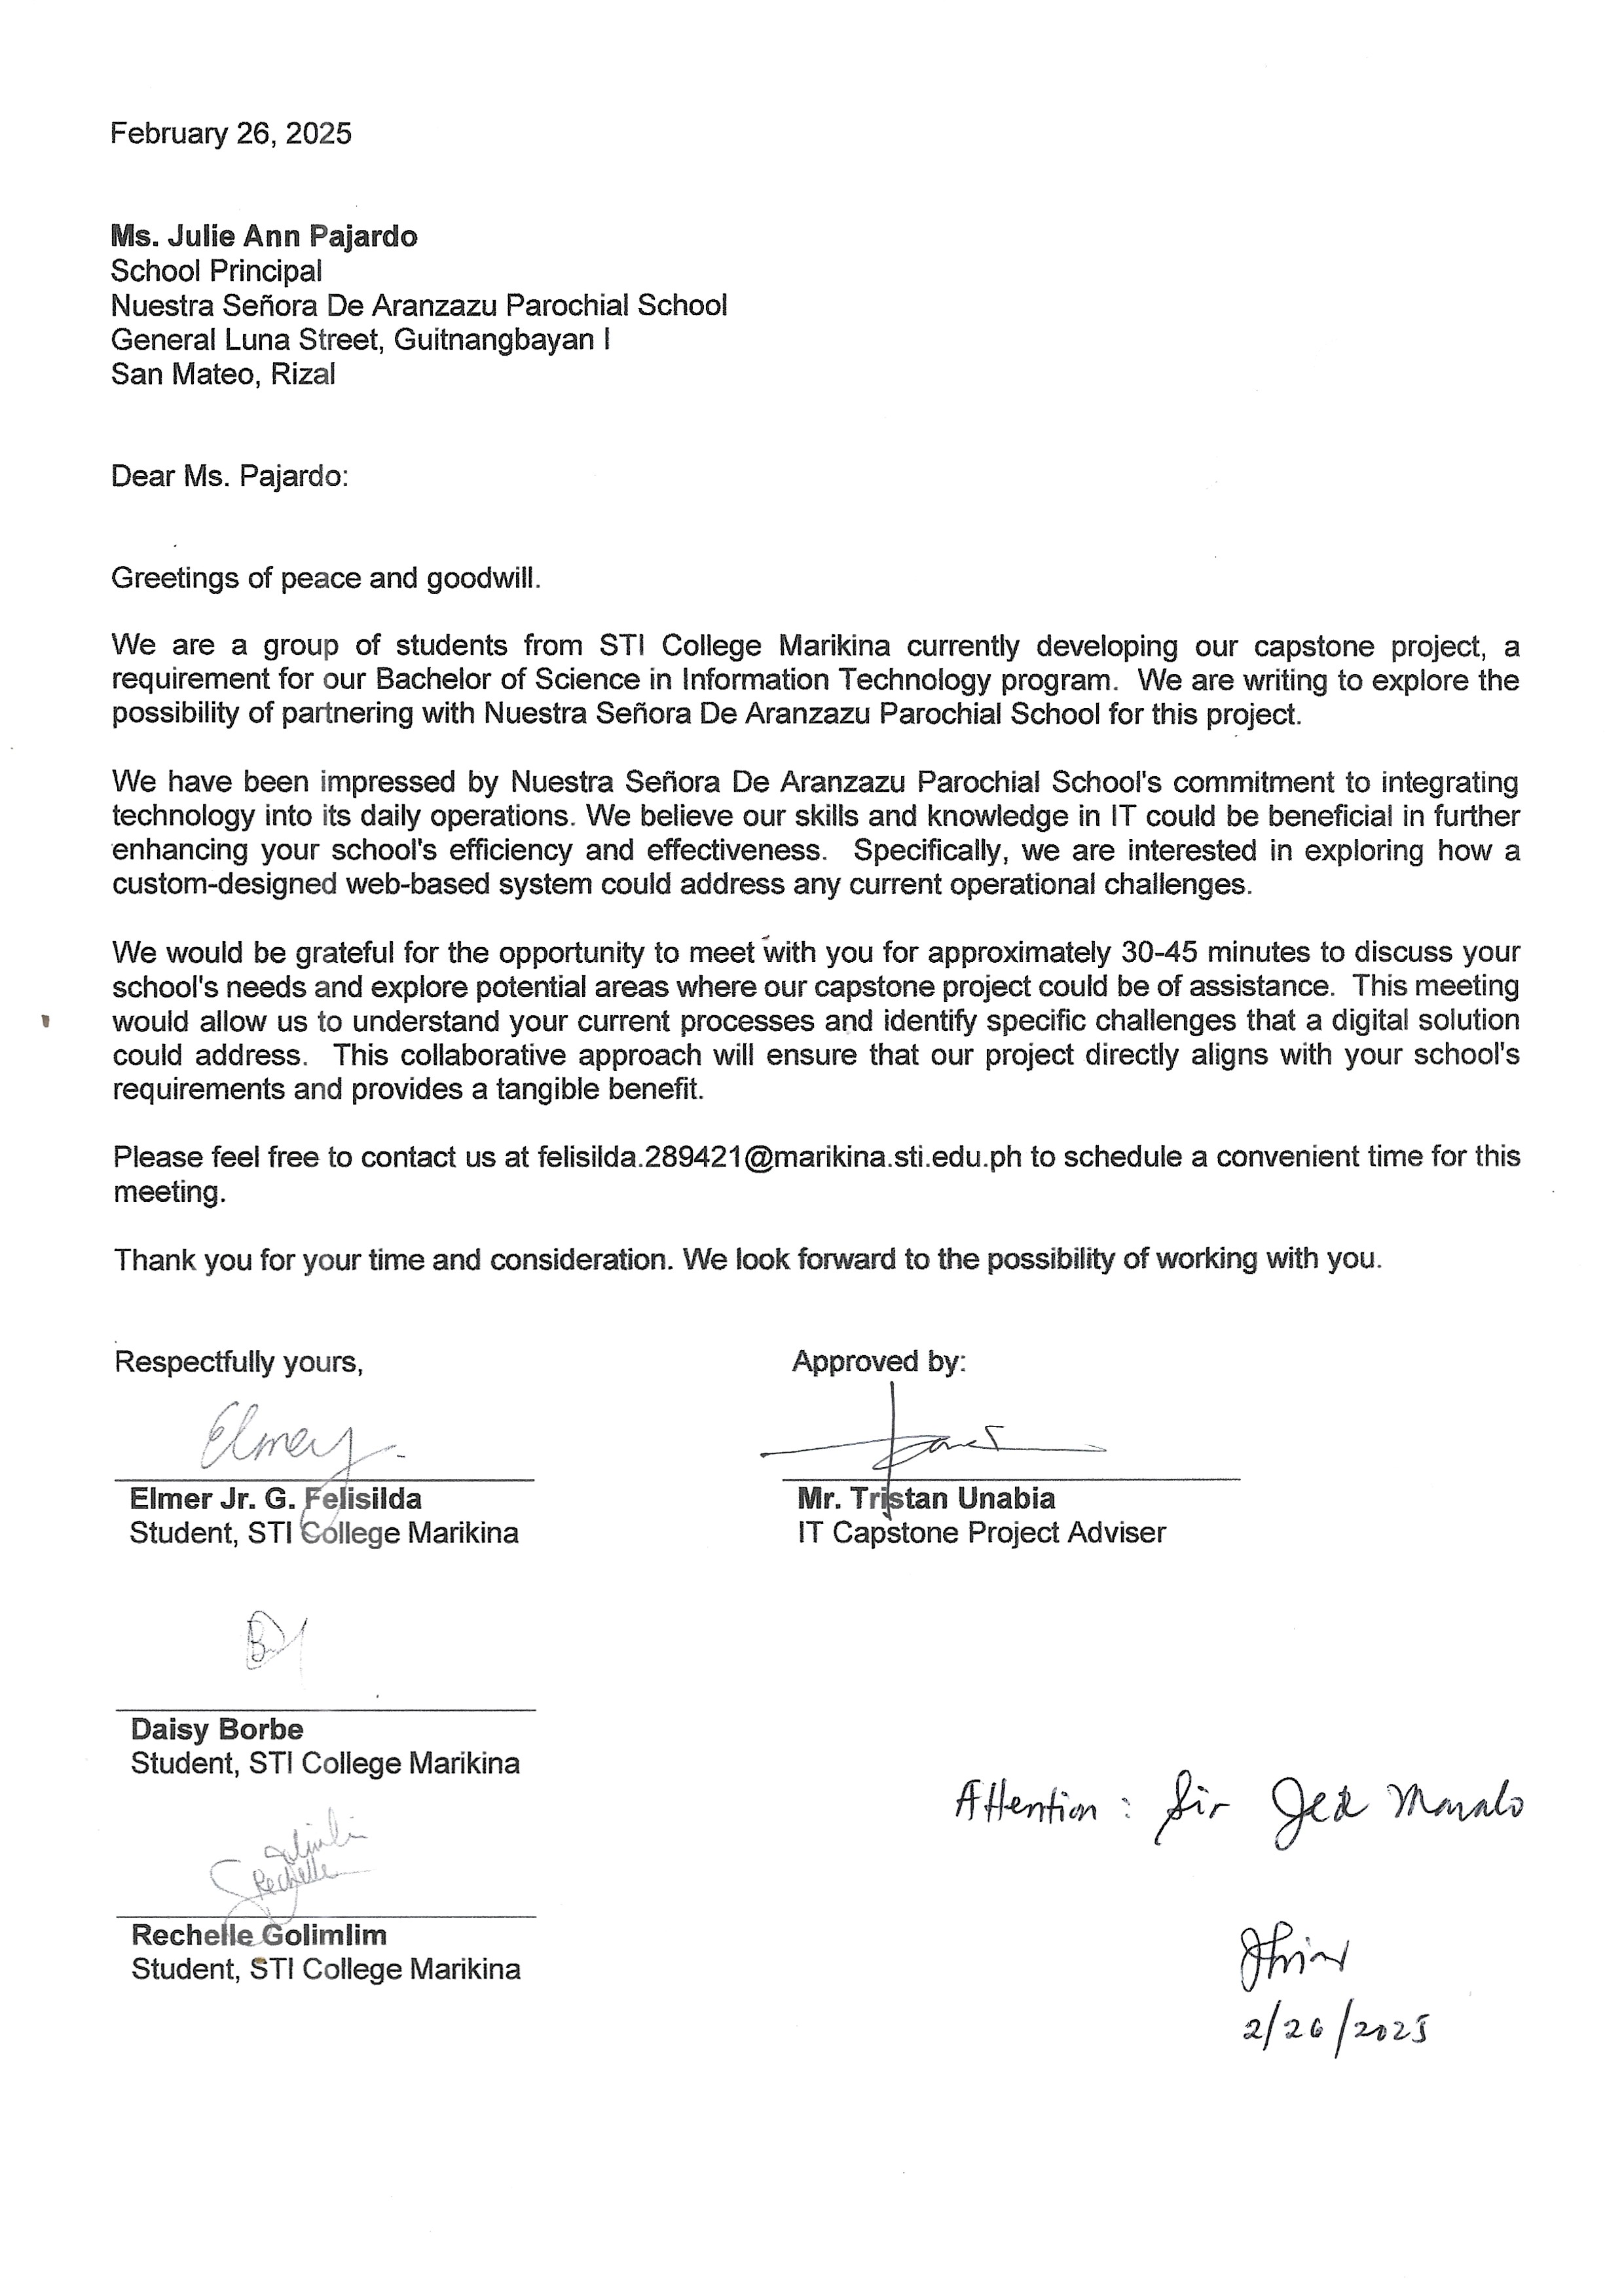 February 26, 2025
Ms. Julie Ann Pajardo
School Principal
Nuestra Señora De Aranzazu Parochial School
General Luna Street, Guitnangbayan I
San Mateo, Rizal
Dear Ms. Pajardo:
Greetings of peace and goodwill.
We are a group of students from STI College Marikina currently developing our capstone project, a
requirement for our Bachelor of Science in Information Technology program. We are writing to explore the
possibility of partnering with Nuestra Señora De Aranzazu Parochial School for this project.
We have been impressed by Nuestra Señora De Aranzazu Parochial School's commitment to integrating
technology into its daily operations. We believe our skills and knowledge in IT could be beneficial in further
enhancing your school's efficiency and effectiveness. Specifically, we are interested in exploring how a
custom-designed web-based system could address any current operational challenges.
We would be grateful for the opportunity to meet with you for approximately 30-45 minutes to discuss your
school's needs and explore potential areas where our capstone project could be of assistance. This meeting
would allow us to understand your current processes and identify specific challenges that a digital solution
could address. This collaborative approach will ensure that our project directly aligns with your school's
requirements and provides a tangible benefit.
Please feel free to contact us at felisilda.289421@marikina.sti.edu.ph to schedule a convenient time for this
meeting.
Thank you for your time and consideration. We look forward to the possibility of working with you.
Respectfully yours,
Approved by:
Elmer Jr. G. Felisilda
Student, STI College Marikina
Mr. Tristan Unabia
IT Capstone Project Adviser
Daisy Borbe
Student, STI College Marikina
Attention: Sir Jed
Rechelle
Rechelle Golimlim
Student, STI College Marikina
2/26/2025